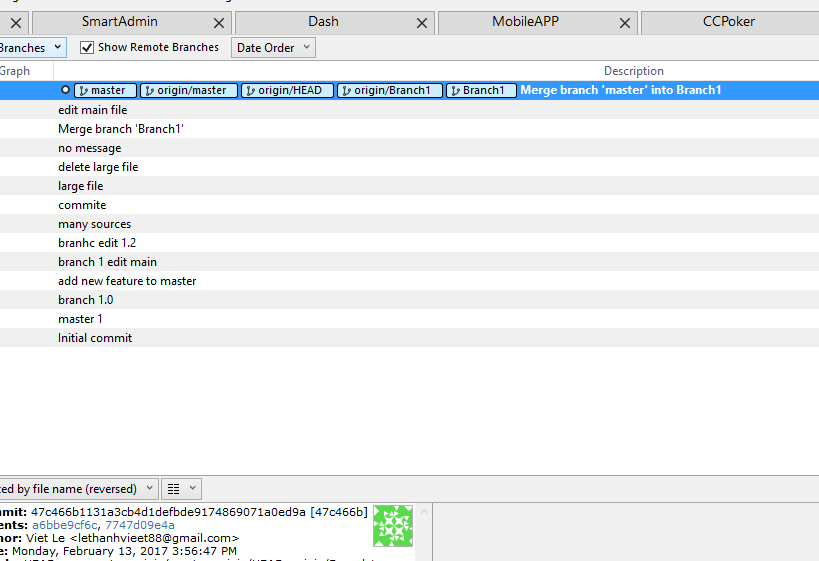 SmartAdmin Dash MobileAPP CCPoker
Branches Show Remote Branches Date Order
Graph Description
master origin/master origin/HEAD origin/Branch1 Branch1 Merge branch 'master' into Branch1
edit main file
Merge branch 'Branch1'
no message
delete large file
large file
commite
many sources
branhc edit 1.2
branch 1 edit main
add new feature to master
branch 1.0
master 1
Initial commit
ted by file name (reversed)
mmit: 47c466b1131a3cb4d1defbde9174869071a0ed9a [47c466b]
ents: a6bbe9cf6c, 7747d09e4a
hor: Viet Le <lethanhvieet88@gmail.com>
e: Monday, February 13, 2017 3:56:47 PM